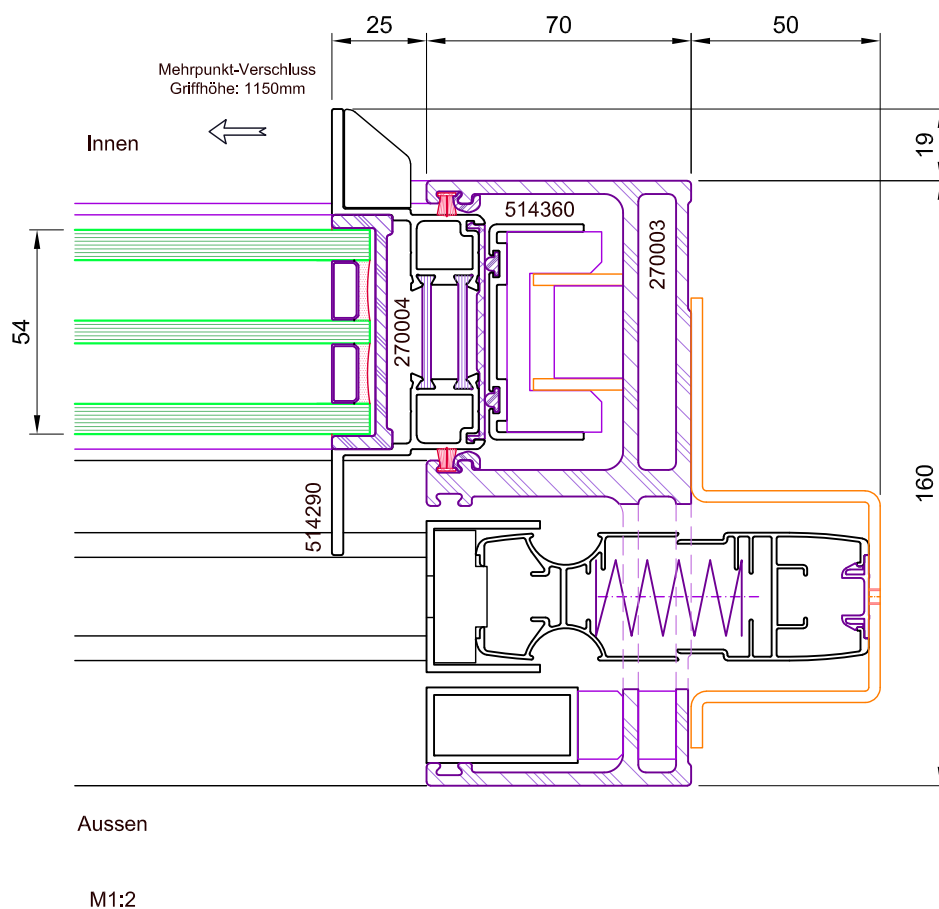 25
70
50
Mehrpunkt-Verschluss
Griffhöhe: 1150mm
Innen
19
514360
270003
54
270004
160
514290
Aussen
M1:2